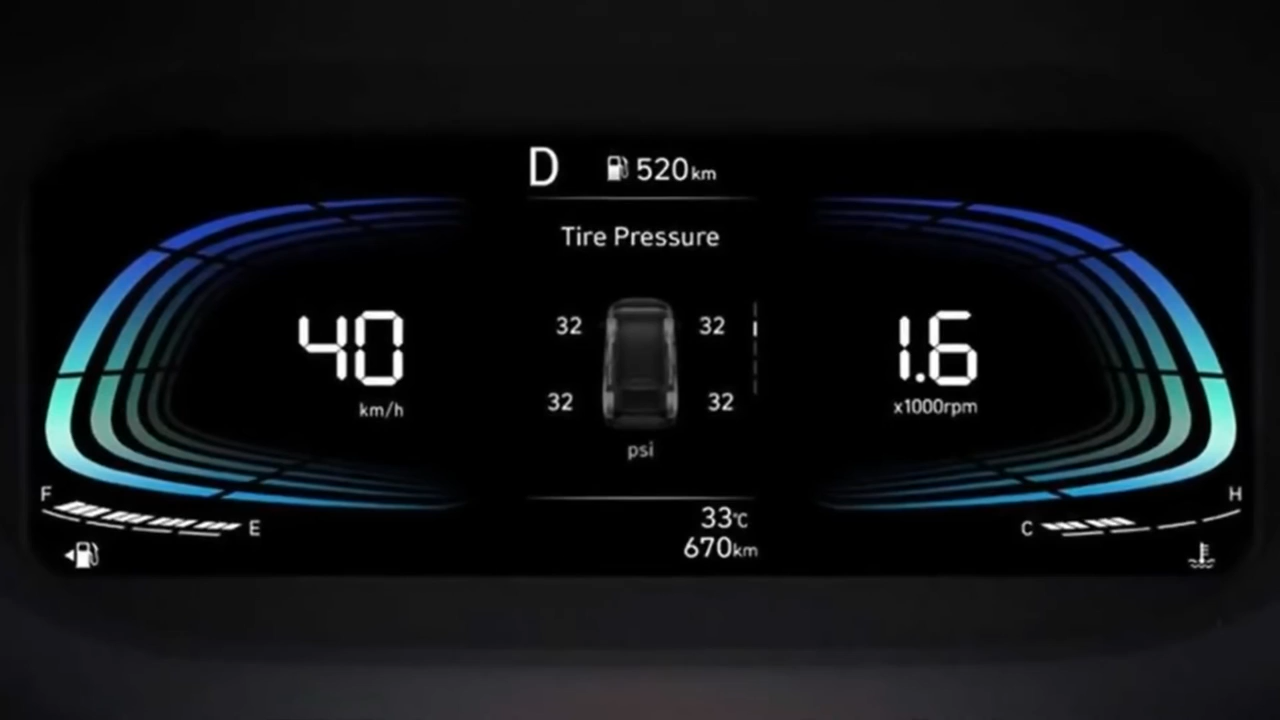 D 520km
Tire Pressure
32 32
40 1.6
km/h x1000rpm
32 32
psi
F H
E C
33°C
670km